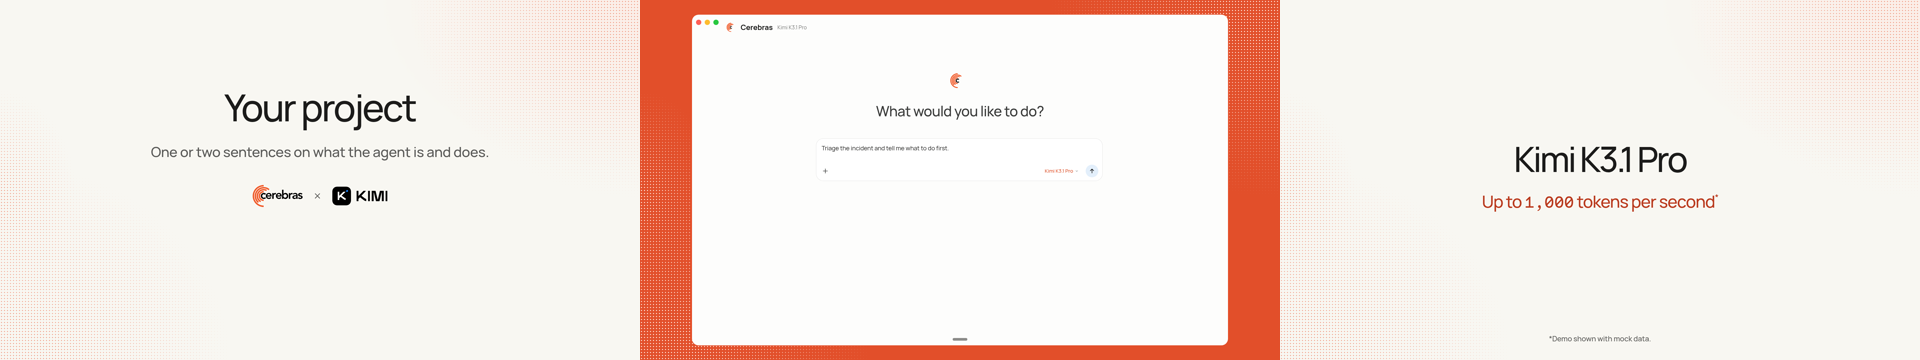 Your project
One or two sentences on what the agent is and does.
cerebras × K KIMI
Cerebras Kimi K3.1 Pro
What would you like to do?
Triage the incident and tell me what to do first.
Kimi K3.1 Pro
Kimi K3.1 Pro
Up to 1,000 tokens per second*
*Demo shown with mock data.